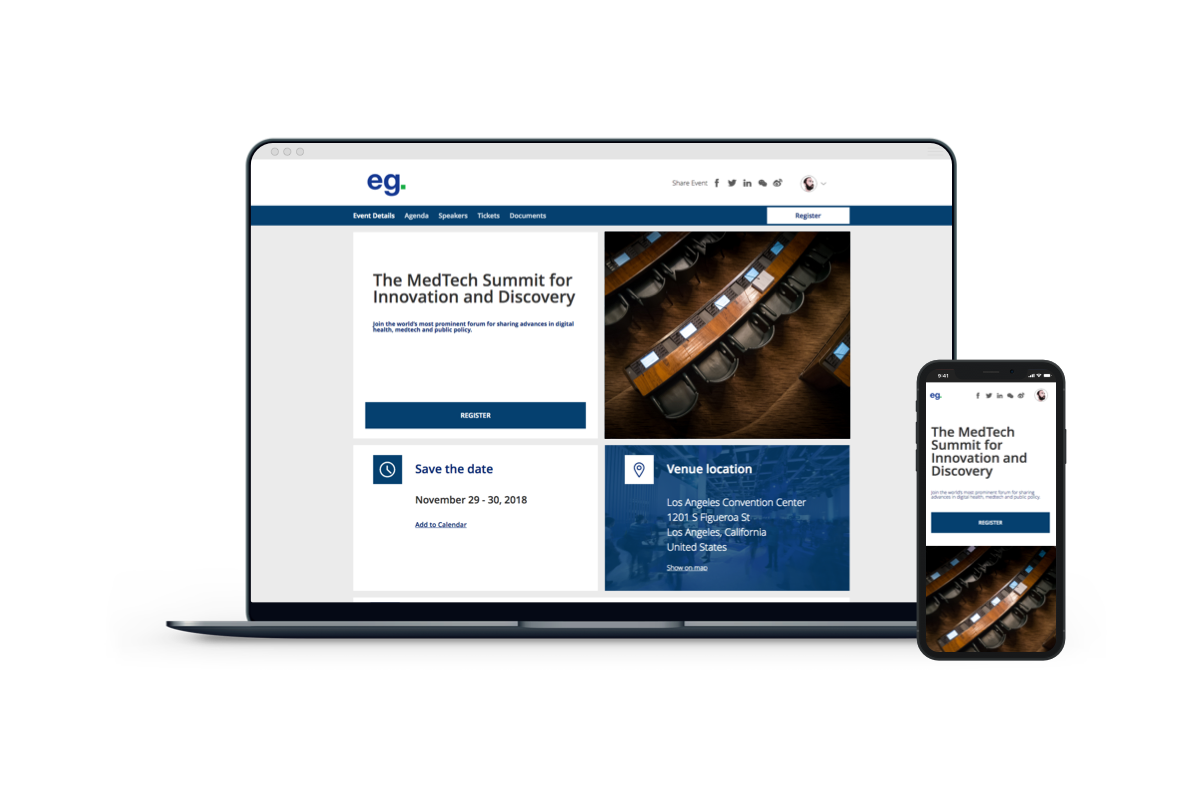 eg.
Share Event
Event Details Agenda Speakers Tickets Documents Register
The MedTech Summit for
Innovation and Discovery
Join the world's most prominent forum for sharing advances in digital
health, medtech and public policy.
REGISTER
Save the date
November 29 - 30, 2018
Add to Calendar
Venue location
Los Angeles Convention Center
1201 S Figueroa St
Los Angeles, California
United States
Show on map
9:41
eg.
The MedTech
Summit for
Innovation and
Discovery
Join the world's most prominent forum for sharing
advances in digital health, medtech and public policy.
REGISTER